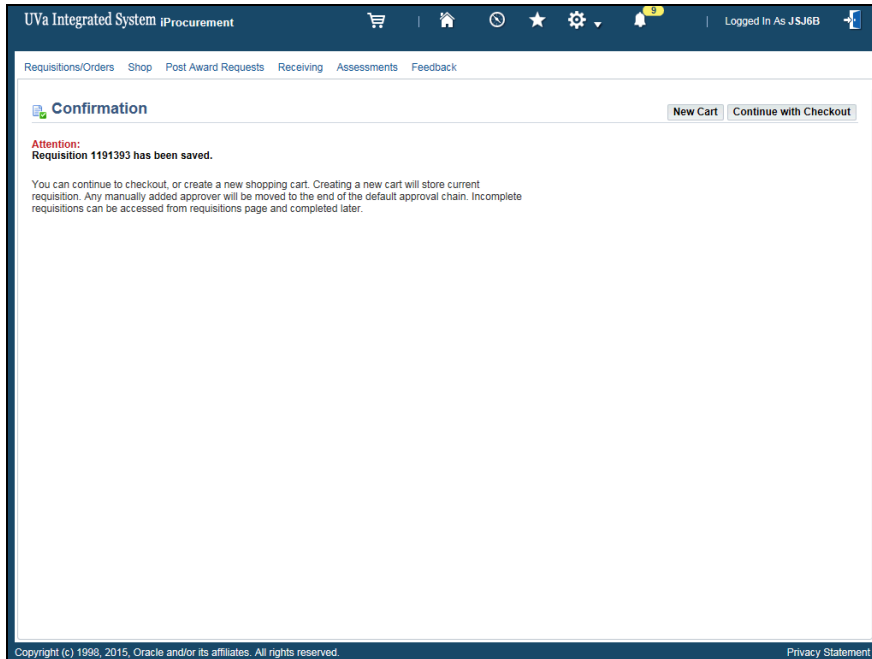 UVa Integrated System iProcurement | 9 | Logged In As JSJ6B
Requisitions/Orders Shop Post Award Requests Receiving Assessments Feedback
Confirmation New Cart Continue with Checkout
Attention:
Requisition 1191393 has been saved.
You can continue to checkout, or create a new shopping cart. Creating a new cart will store current
requisition. Any manually added approver will be moved to the end of the default approval chain. Incomplete
requisitions can be accessed from requisitions page and completed later.
Copyright (c) 1998, 2015, Oracle and/or its affiliates. All rights reserved. Privacy Statement